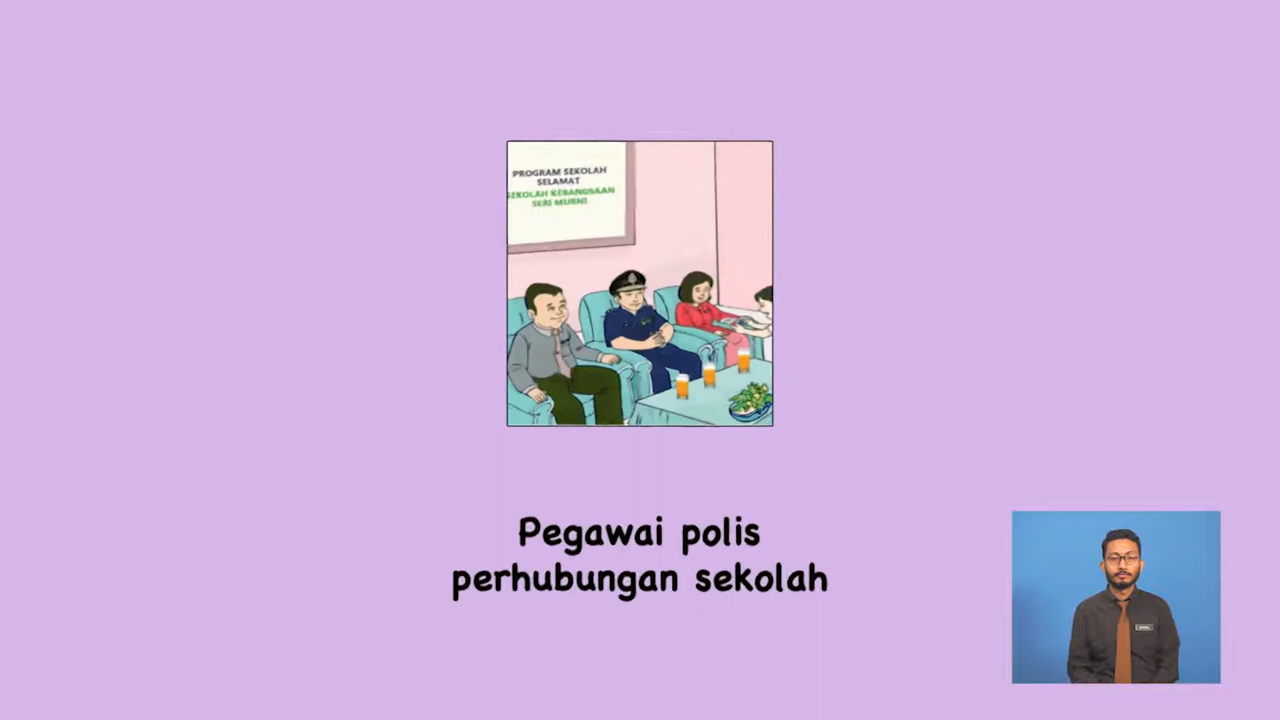 PROGRAM SEKOLAH
SELAMAT
SEKOLAH KEBANGSAAN
SERI MURNI
Pegawai polis
perhubungan sekolah